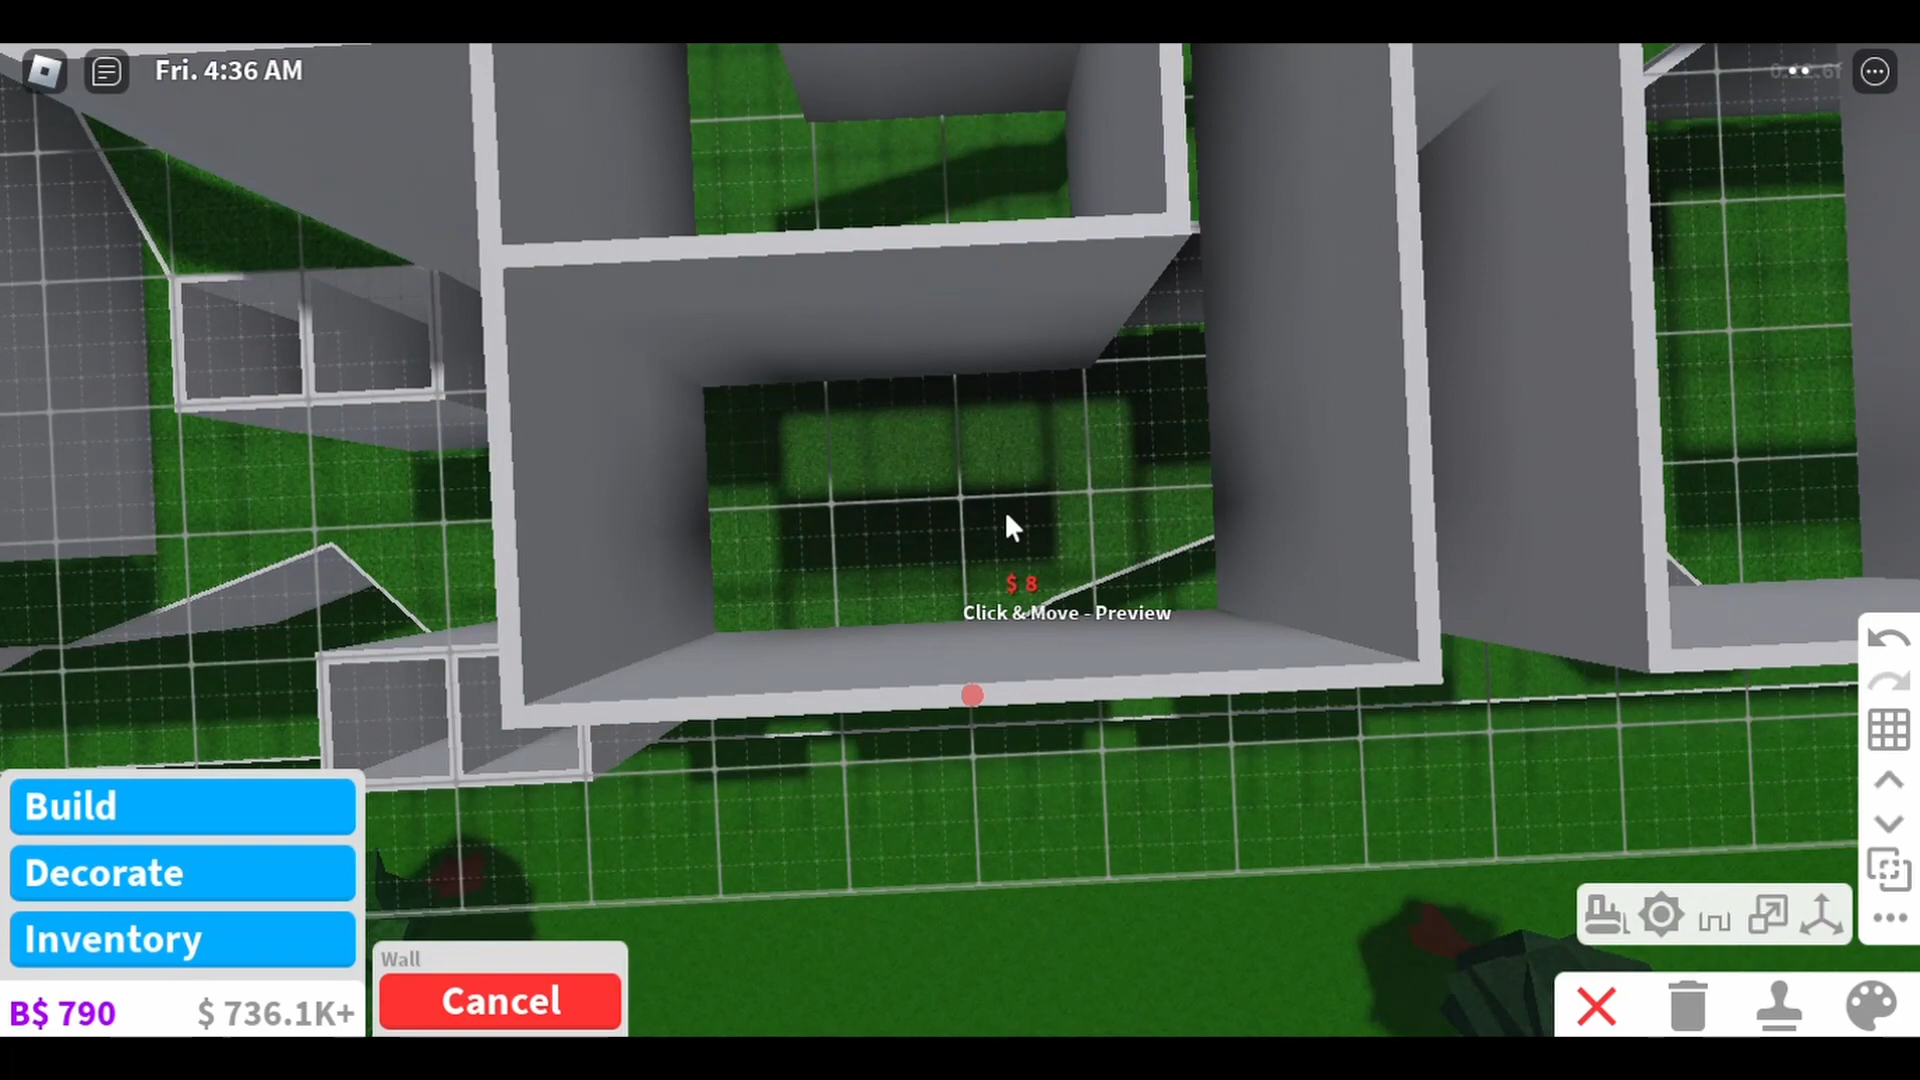 Fri. 4:36 AM
$ 8
Click & Move - Preview
Build
Decorate
Inventory
B$ 790
$ 736.1K+
Wall
Cancel